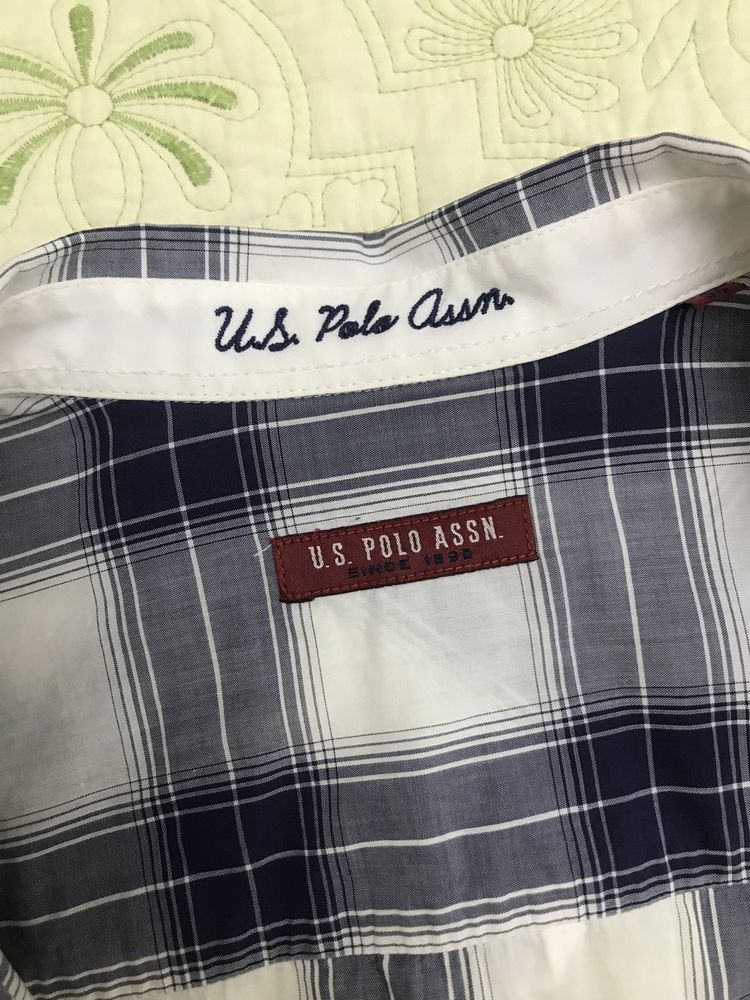 U.S. Polo Assn.
U.S. POLO ASSN.
SINCE 1890